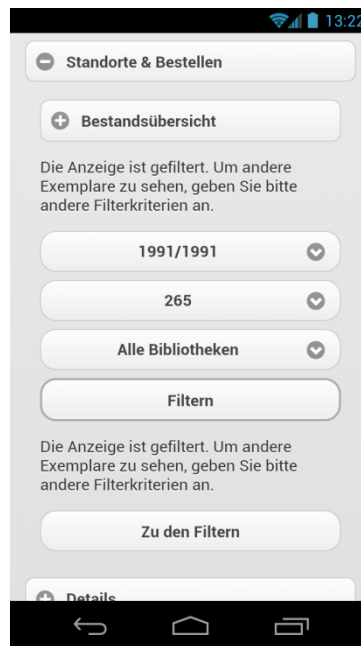 13:22
Standorte & Bestellen
Bestandsübersicht
Die Anzeige ist gefiltert. Um andere
Exemplare zu sehen, geben Sie bitte
andere Filterkriterien an.
1991/1991
265
Alle Bibliotheken
Filtern
Die Anzeige ist gefiltert. Um andere
Exemplare zu sehen, geben Sie bitte
andere Filterkriterien an.
Zu den Filtern
Details